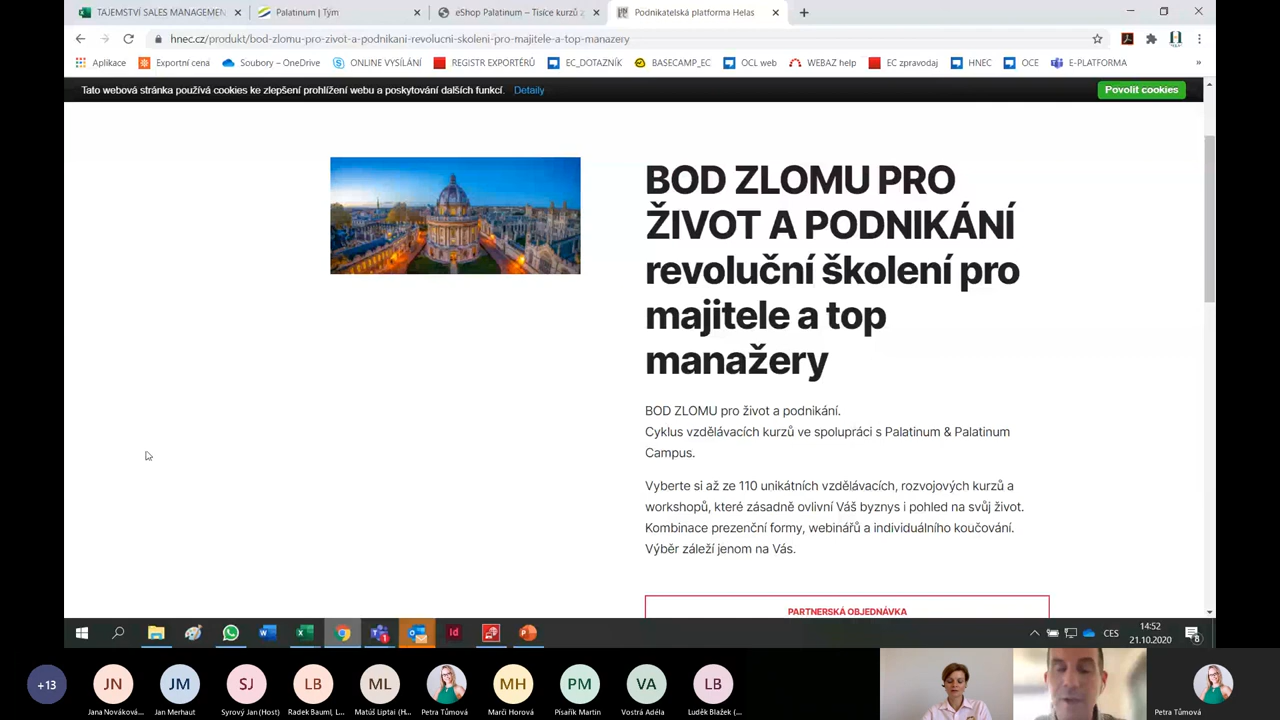 TAJEMSTVÍ SALES MANAGEMEN
Palatinum | Tým
eShop Palatinum – Tisíce kurzů z
Podnikatelská platforma Helas
hnec.cz/produkt/bod-zlomu-pro-zivot-a-podnikani-revolucni-skoleni-pro-majitele-a-top-manazery
Aplikace
Exportní cena
Soubory – OneDrive
ONLINE VYSÍLÁNÍ
REGISTR EXPORTÉRŮ
EC_DOTAZNÍK
BASECAMP_EC
OCL web
WEBAZ help
EC zpravodaj
HNEC
OCE
E-PLATFORMA
»
Tato webová stránka používá cookies ke zlepšení prohlížení webu a poskytování dalších funkcí. Detaily
Povolit cookies
BOD ZLOMU PRO
ŽIVOT A PODNIKÁNÍ
revoluční školení pro
majitele a top
manažery
BOD ZLOMU pro život a podnikání.
Cyklus vzdělávacích kurzů ve spolupráci s Palatinum & Palatinum
Campus.
Vyberte si až ze 110 unikátních vzdělávacích, rozvojových kurzů a
workshopů, které zásadně ovlivní Váš byznys i pohled na svůj život.
Kombinace prezenční formy, webinářů a individuálního koučování.
Výběr záleží jenom na Vás.
PARTNERSKÁ OBJEDNÁVKA
CES
14:52
21.10.2020
8
+13
JN
JM
SJ
LB
ML
MH
PM
VA
LB
Jana Nováková...
Jan Merhaut
Syrový Jan (Host)
Radek Bauml, L...
Matúš Liptai (H...
Petra Tůmová
Marči Horová
Písařik Martin
Vostrá Adéla
Luděk Blažek (...
Petra Tůmová